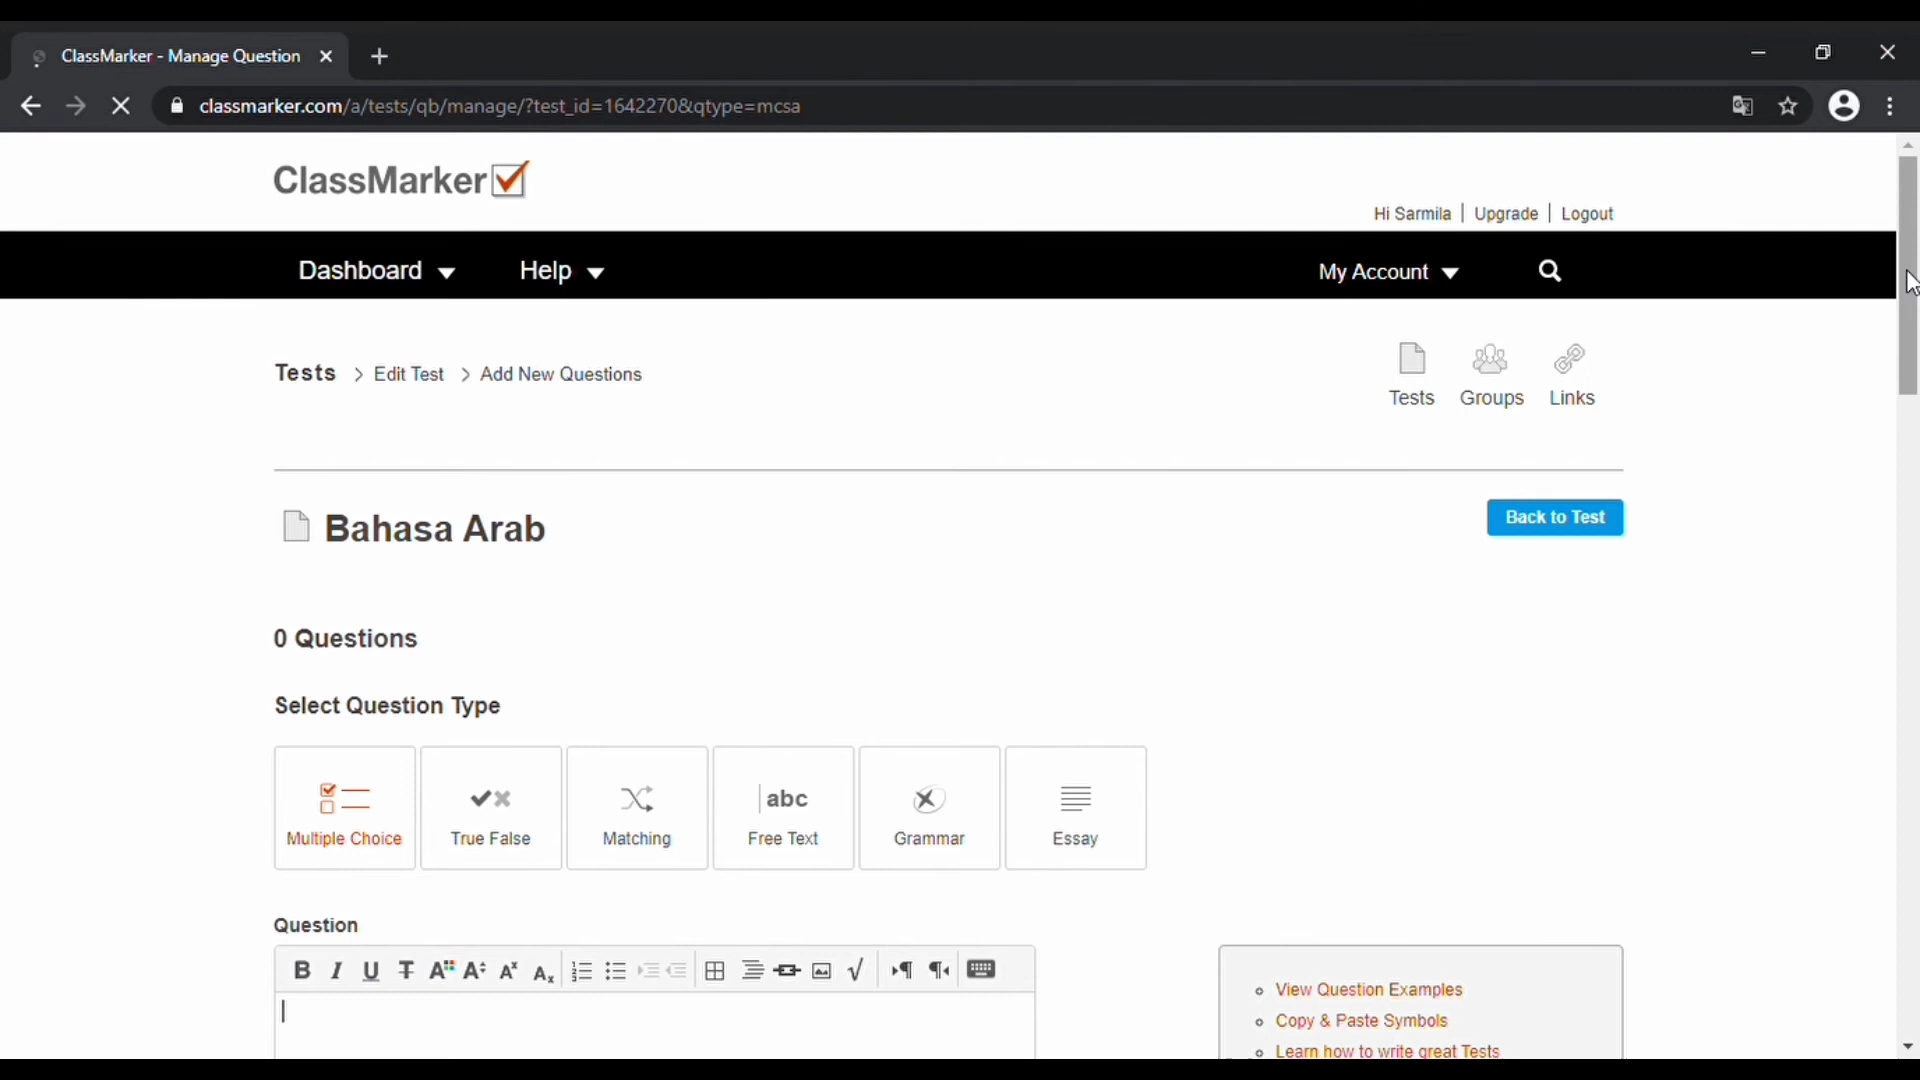 ClassMarker - Manage Question
classmarker.com/a/tests/qb/manage/?test_id=1642270&qtype=mcsa
ClassMarker
Hi Sarmila | Upgrade | Logout
Dashboard Help My Account
Tests > Edit Test > Add New Questions
Tests Groups Links
Bahasa Arab
Back to Test
0 Questions
Select Question Type
Multiple Choice True False Matching abc Free Text Grammar Essay
Question
View Question Examples
Copy & Paste Symbols
Learn how to write great Tests